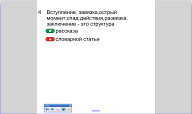 4 Вступление, завязка,острый
момент,спад действия,развязка,
заключение - это структура
рассказа
словарной статьи